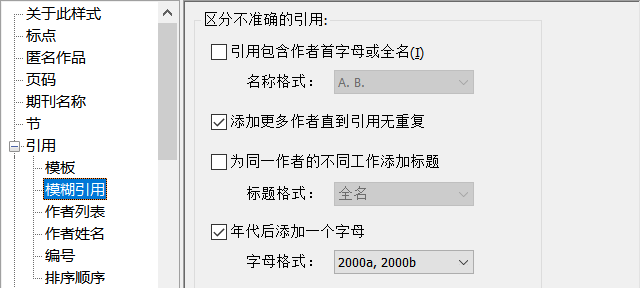 关于此样式
标点
匿名作品
页码
期刊名称
节
引用
模板
模糊引用
作者列表
作者姓名
编号
排序顺序
区分不准确的引用:
引用包含作者首字母或全名(I)
名称格式：
A. B.
添加更多作者直到引用无重复
为同一作者的不同工作添加标题
标题格式：
全名
年代后添加一个字母
字母格式：
2000a, 2000b